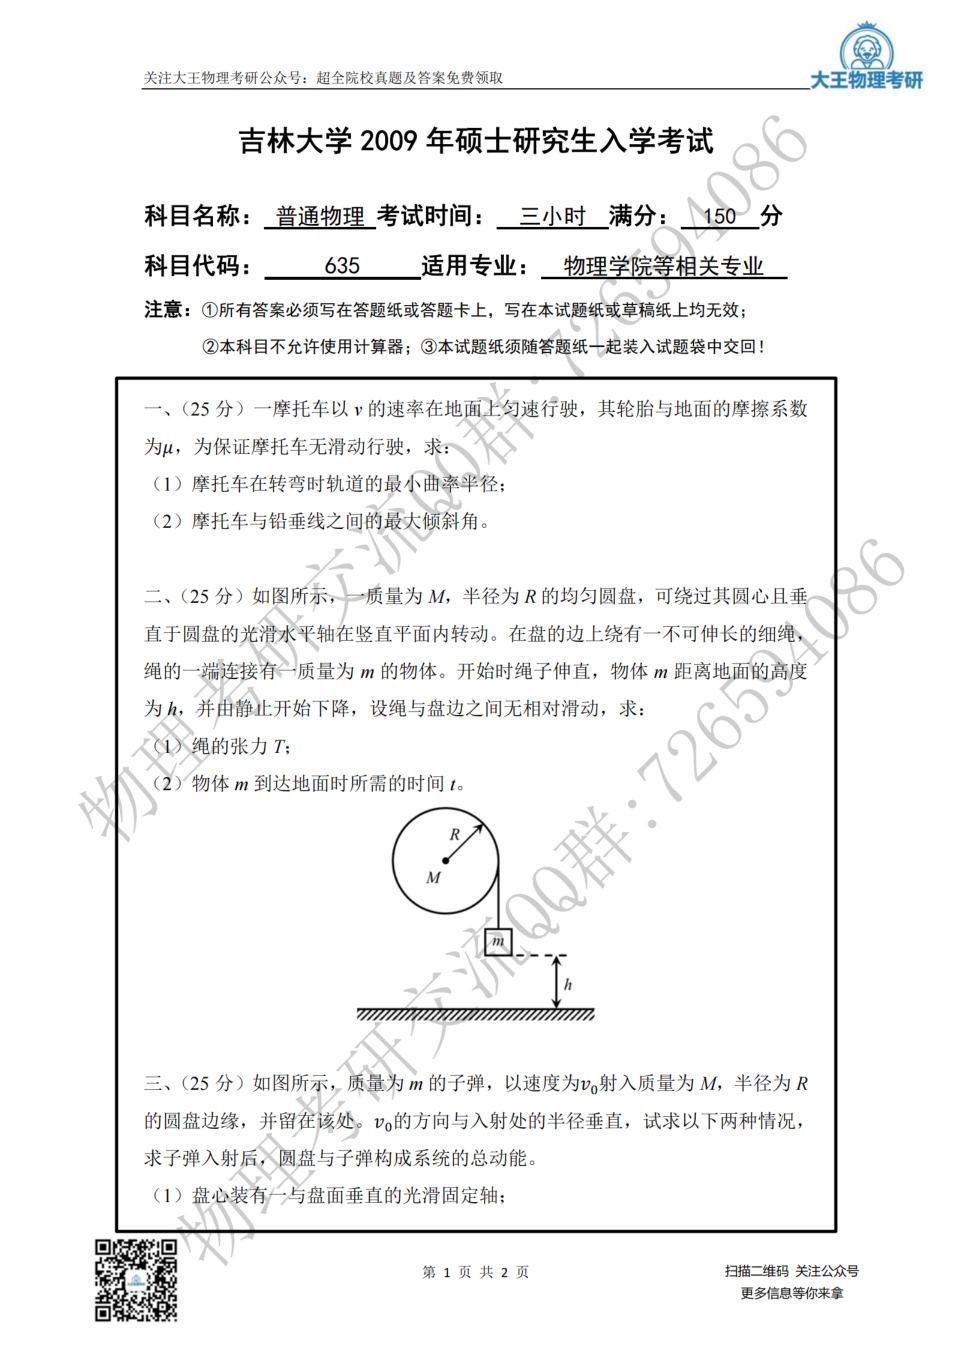 关注大王物理考研公众号：超全院校真题及答案免费领取
大王物理考研
吉林大学 2009 年硕士研究生入学考试
科目名称： 普通物理 考试时间： 三小时 满分： 150 分
科目代码： 635 适用专业： 物理学院等相关专业
注意：①所有答案必须写在答题纸或答题卡上，写在本试题纸或草稿纸上均无效；
②本科目不允许使用计算器；③本试题纸须随答题纸一起装入试题袋中交回！
一、（25 分）一摩托车以 v 的速率在地面上匀速行驶，其轮胎与地面的摩擦系数
为μ，为保证摩托车无滑动行驶，求：
（1）摩托车在转弯时轨道的最小曲率半径；
（2）摩托车与铅垂线之间的最大倾斜角。
二、（25 分）如图所示，一质量为 M，半径为 R 的均匀圆盘，可绕过其圆心且垂
直于圆盘的光滑水平轴在竖直平面内转动。在盘的边上绕有一不可伸长的细绳，
绳的一端连接有一质量为 m 的物体。开始时绳子伸直，物体 m 距离地面的高度
为 h，并由静止开始下降，设绳与盘边之间无相对滑动，求：
（1）绳的张力 T；
（2）物体 m 到达地面时所需的时间 t。
R
M
m
h
三、（25 分）如图所示，质量为 m 的子弹，以速度为v₀射入质量为 M，半径为 R
的圆盘边缘，并留在该处。v₀的方向与入射处的半径垂直，试求以下两种情况，
求子弹入射后，圆盘与子弹构成系统的总动能。
（1）盘心装有一与盘面垂直的光滑固定轴；
物理考研交流QQ群：726594086
物理考研交流QQ群：726594086
第 1 页 共 2 页
扫描二维码 关注公众号
更多信息等你来拿